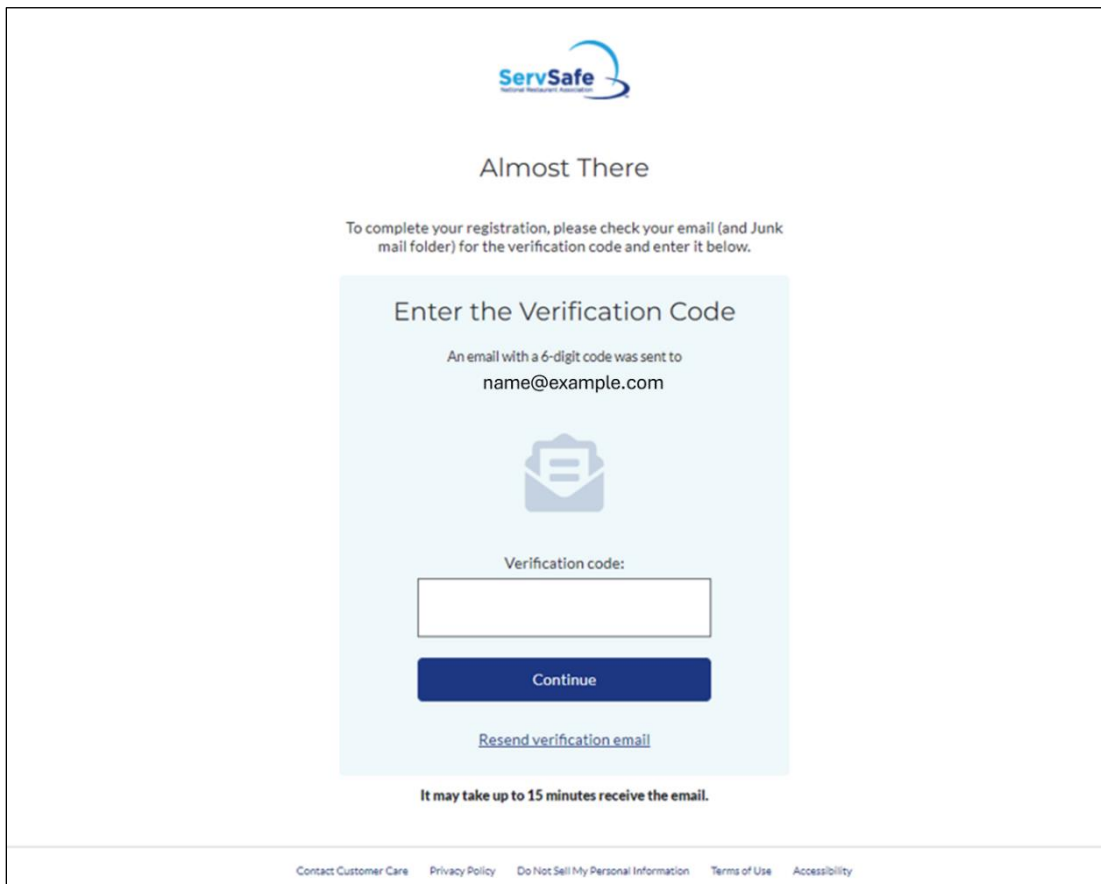 ServSafe
National Restaurant Association
Almost There
To complete your registration, please check your email (and Junk
mail folder) for the verification code and enter it below.
Enter the Verification Code
An email with a 6-digit code was sent to
name@example.com
Verification code:
Continue
Resend verification email
It may take up to 15 minutes receive the email.
Contact Customer Care Privacy Policy Do Not Sell My Personal Information Terms of Use Accessibility